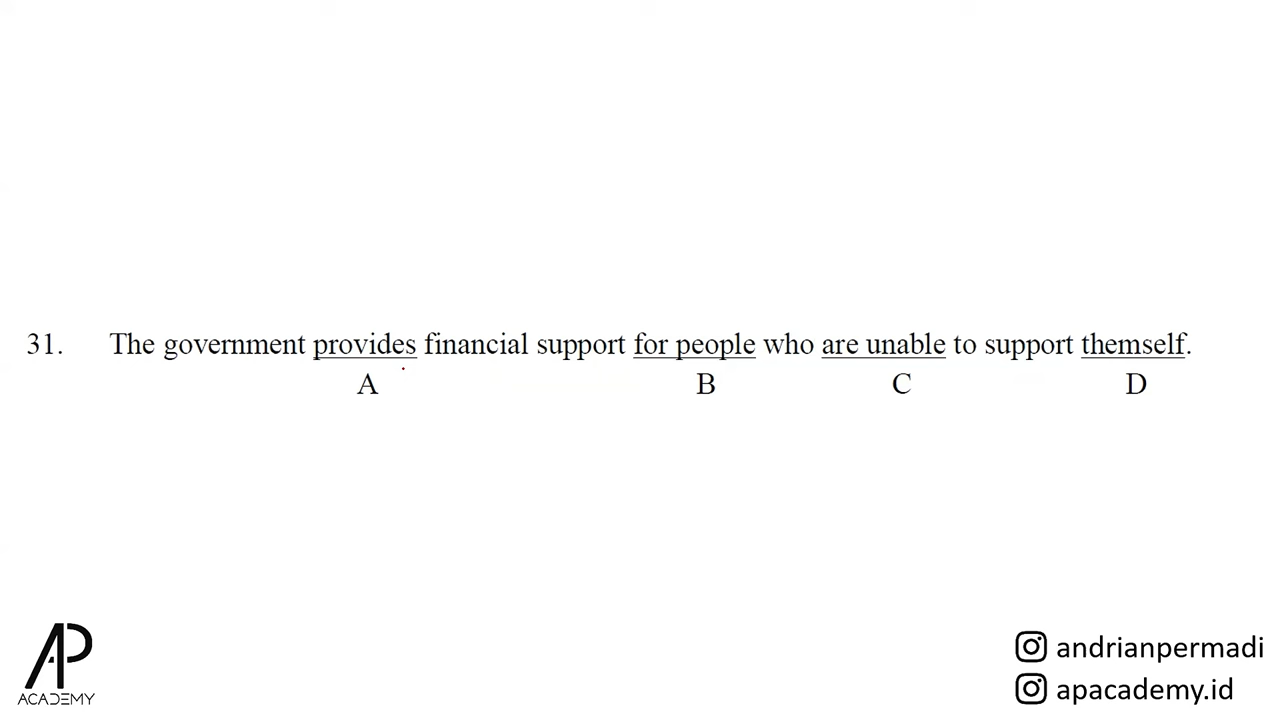 31. The government provides financial support for people who are unable to support themself.
A B C D
AP
ACADEMY
andrianpermadi
apacademy.id